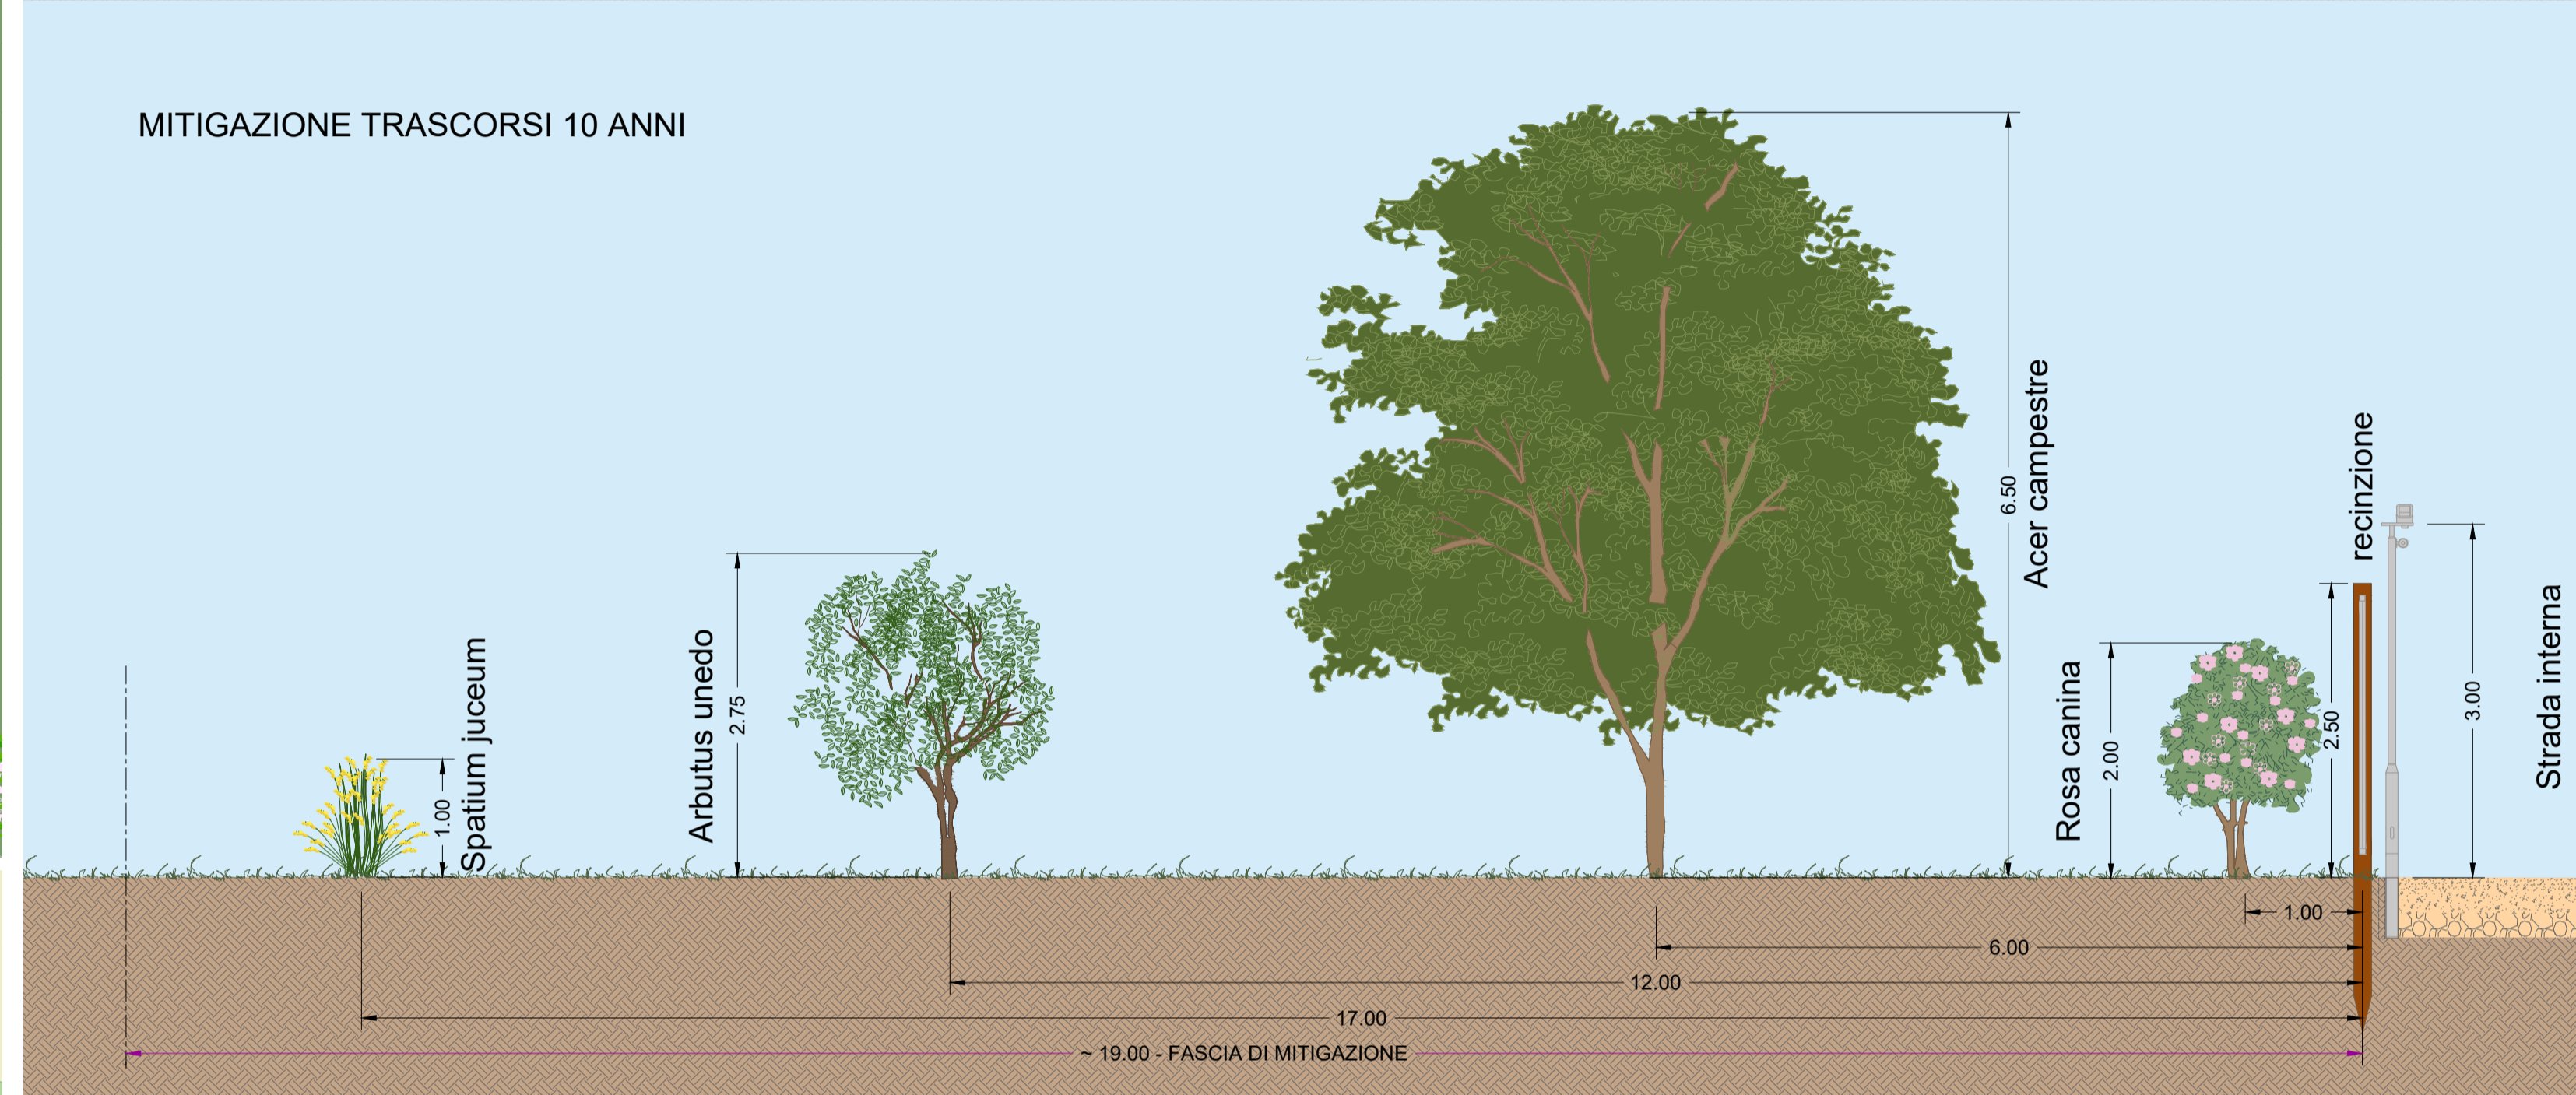 MITIGAZIONE TRASCORSI 10 ANNI
1.00
Spatium juceum
Arbutus unedo
2.75
6.50
Acer campestre
Rosa canina
2.00
2.50
recinzione
3.00
Strada interna
1.00
6.00
12.00
17.00
~ 19.00 - FASCIA DI MITIGAZIONE